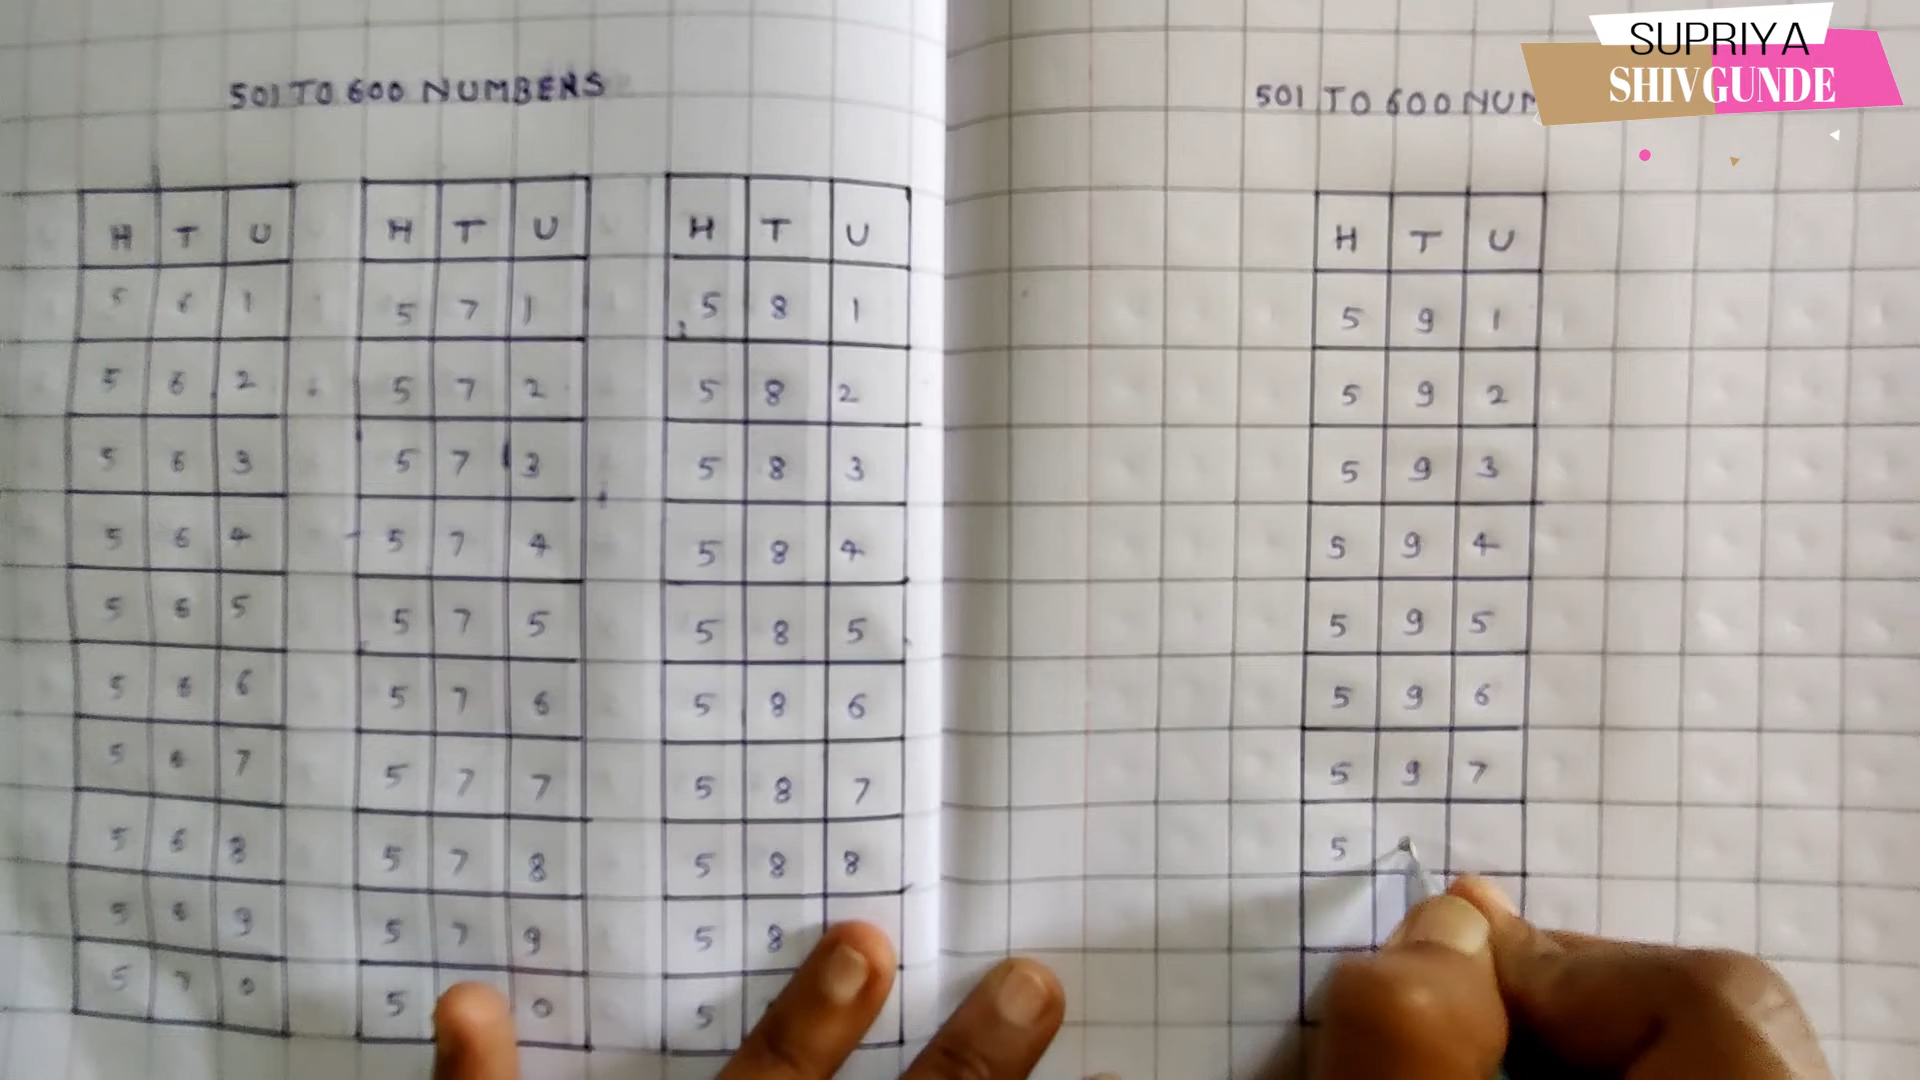 SUPRIYA
SHIVGUNDE
501 TO 600 NUMBERS
H T U
5 6 1
5 6 2
5 6 3
5 6 4
5 6 5
5 6 6
5 6 7
5 6 8
5 6 9
5 7 0
H T U
5 7 1
5 7 2
5 7 3
5 7 4
5 7 5
5 7 6
5 7 7
5 7 8
5 7 9
5 0
H T U
5 8 1
5 8 2
5 8 3
5 8 4
5 8 5
5 8 6
5 8 7
5 8 8
5 8
5
501 TO 600 NUM
H T U
5 9 1
5 9 2
5 9 3
5 9 4
5 9 5
5 9 6
5 9 7
5